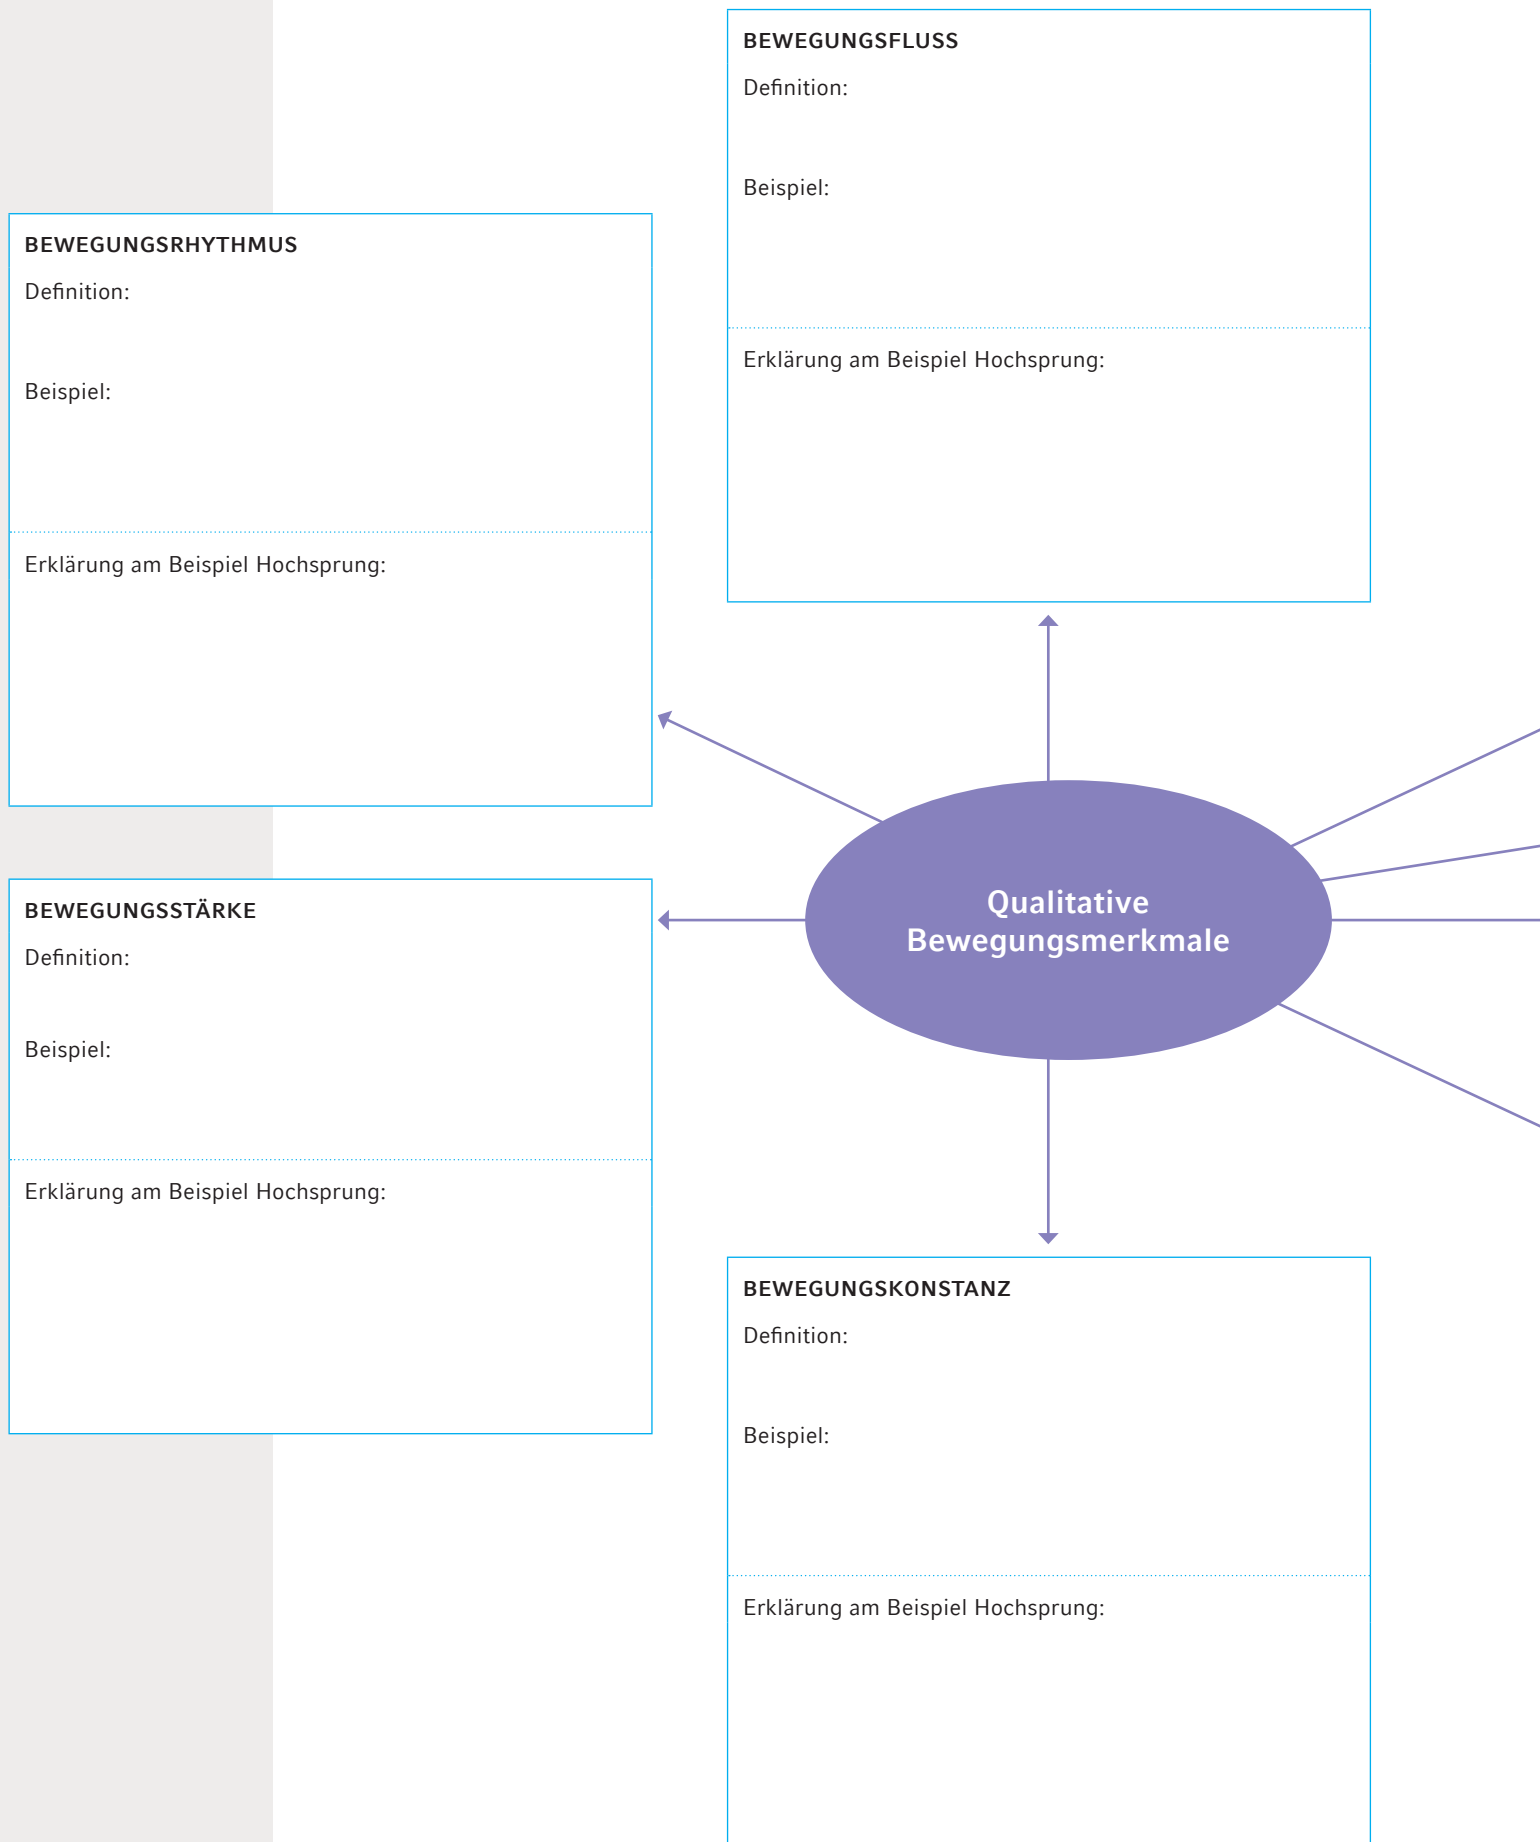 BEWEGUNGSFLUSS
Definition:
Beispiel:
Erklärung am Beispiel Hochsprung:
BEWEGUNGSRHYTHMUS
Definition:
Beispiel:
Erklärung am Beispiel Hochsprung:
BEWEGUNGSSTÄRKE
Definition:
Beispiel:
Erklärung am Beispiel Hochsprung:
Qualitative
Bewegungsmerkmale
BEWEGUNGSKONSTANZ
Definition:
Beispiel:
Erklärung am Beispiel Hochsprung: